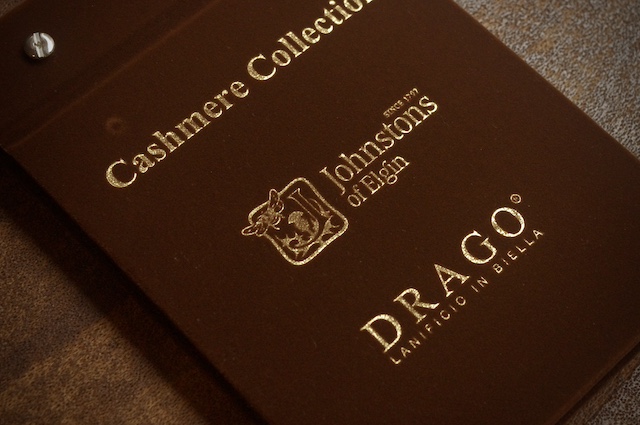 Cashmere Collection
SINCE 1797
Johnstons
of Elgin
DRAGO®
LANIFICIO IN BIELLA